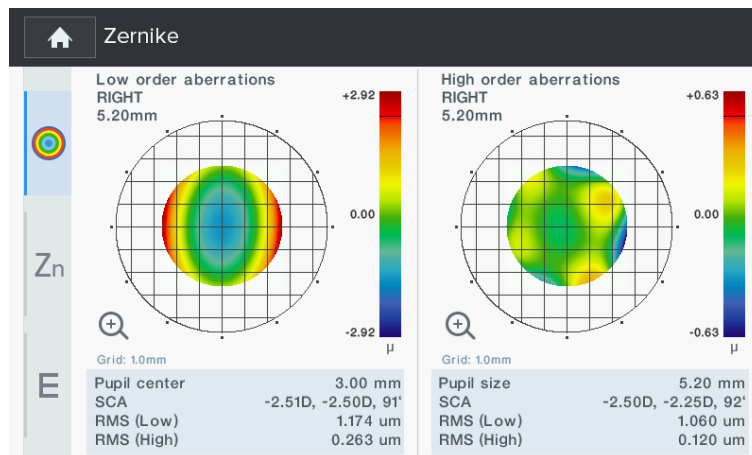 Zernike
Low order aberrations
RIGHT
5.20mm
+2.92
0.00
-2.92
µ
Grid: 1.0mm
Pupil center 3.00 mm
SCA -2.51D, -2.50D, 91‘
RMS (Low) 1.174 um
RMS (High) 0.263 um
High order aberrations
RIGHT
5.20mm
+0.63
0.00
-0.63
µ
Grid: 1.0mm
Pupil size 5.20 mm
SCA -2.50D, -2.25D, 92‘
RMS (Low) 1.060 um
RMS (High) 0.120 um
Zn
E